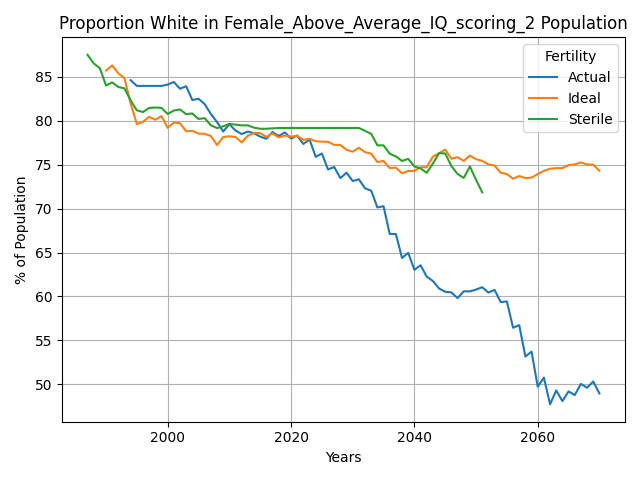 Proportion White in Female_Above_Average_IQ_scoring_2 Population
Fertility
Actual
Ideal
Sterile
% of Population
85
80
75
70
65
60
55
50
2000
2020
2040
2060
Years